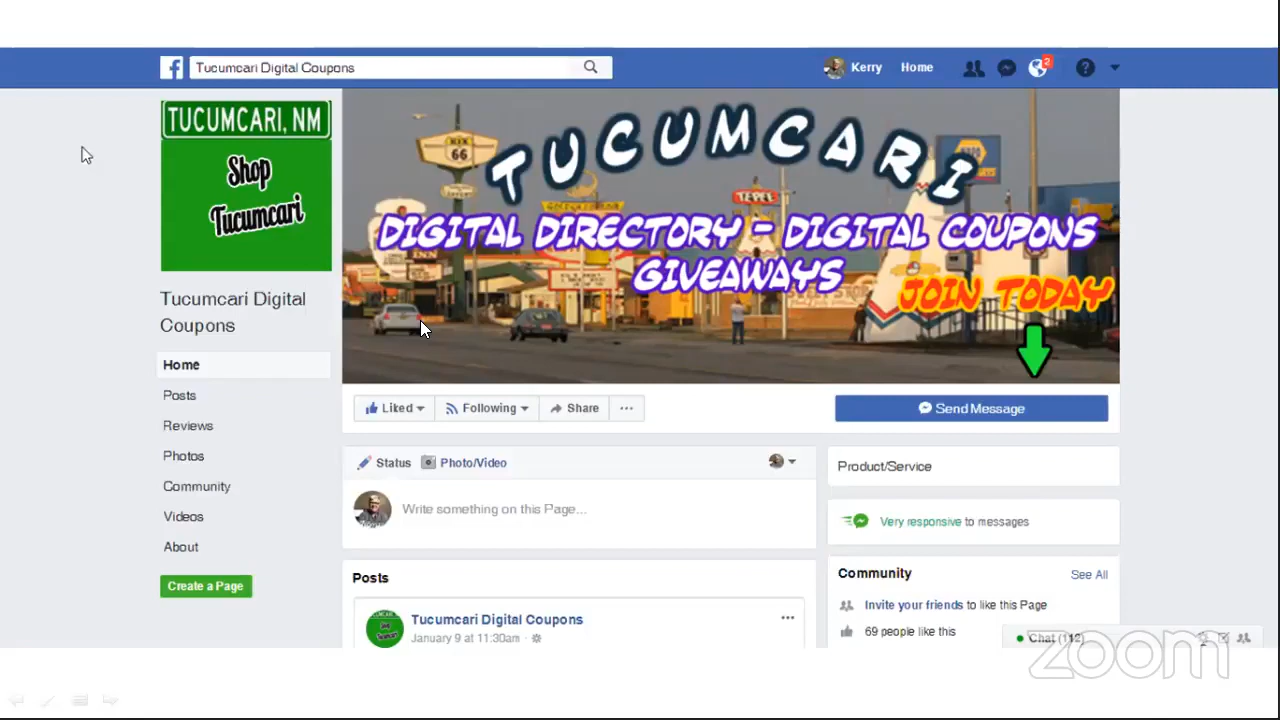 Tucumcari Digital Coupons
Kerry
Home
2
TUCUMCARI, NM
Shop
Tucumcari
66
TUCUMCARI
TEPEE
DIGITAL DIRECTORY - DIGITAL COUPONS
GIVEAWAYS
JOIN TODAY
Tucumcari Digital
Coupons
Home
Posts
Reviews
Photos
Community
Videos
About
Create a Page
Liked
Following
Share
Send Message
Status
Photo/Video
Write something on this Page...
Posts
Tucumcari Digital Coupons
January 9 at 11:30am
Product/Service
Very responsive to messages
Community
See All
Invite your friends to like this Page
69 people like this
Chat (112)
zoom